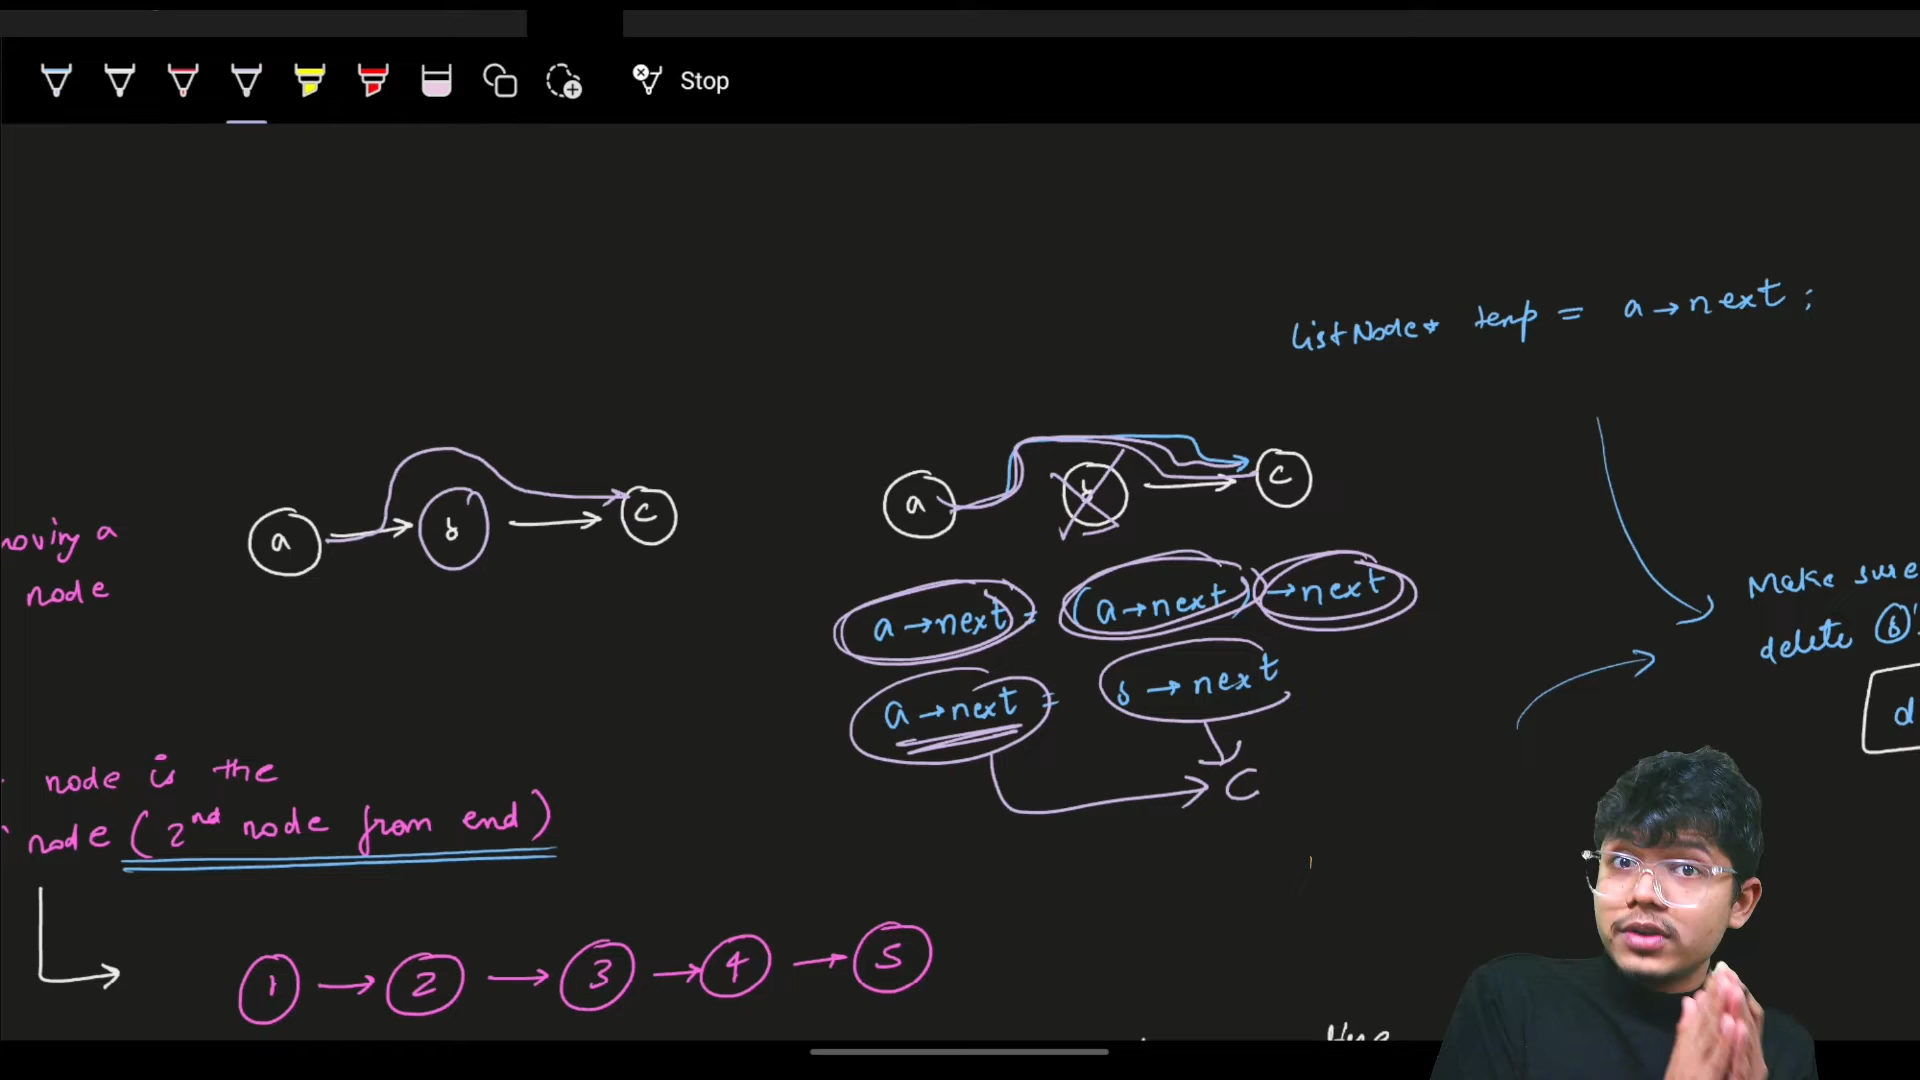 Stop
ListNode* temp = a→next;
a
b
c
a
b
c
moving a
node
a→next = (a→next)→next
a→next = b→next
C
Make sure
delete (b)'
d
node is the
node (2nd node from end)
1 → 2 → 3 → 4 → 5